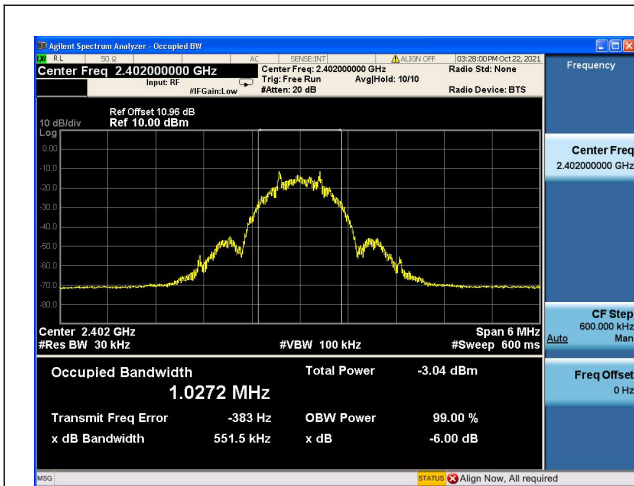 Agilent Spectrum Analyzer - Occupied BW
RL 50 Ω AC SENSE:INT ALIGN OFF 03:28:00 PM Oct 22, 2021
Center Freq 2.402000000 GHz Center Freq: 2.402000000 GHz Radio Std: None Frequency
Input: RF Trig: Free Run Avg|Hold: 10/10
#IFGain:Low #Atten: 20 dB Radio Device: BTS
Ref Offset 10.96 dB
10 dB/div Ref 10.00 dBm
Log
0.00
-10.0
-20.0
-30.0
-40.0
-50.0
-60.0
-70.0
-80.0
Center Freq
2.402000000 GHz
Center 2.402 GHz Span 6 MHz
#Res BW 30 kHz #VBW 100 kHz #Sweep 600 ms
CF Step
600.000 kHz
Auto Man
Occupied Bandwidth Total Power -3.04 dBm
1.0272 MHz
Transmit Freq Error -383 Hz OBW Power 99.00 %
x dB Bandwidth 551.5 kHz x dB -6.00 dB
Freq Offset
0 Hz
MSG STATUS Align Now, All required